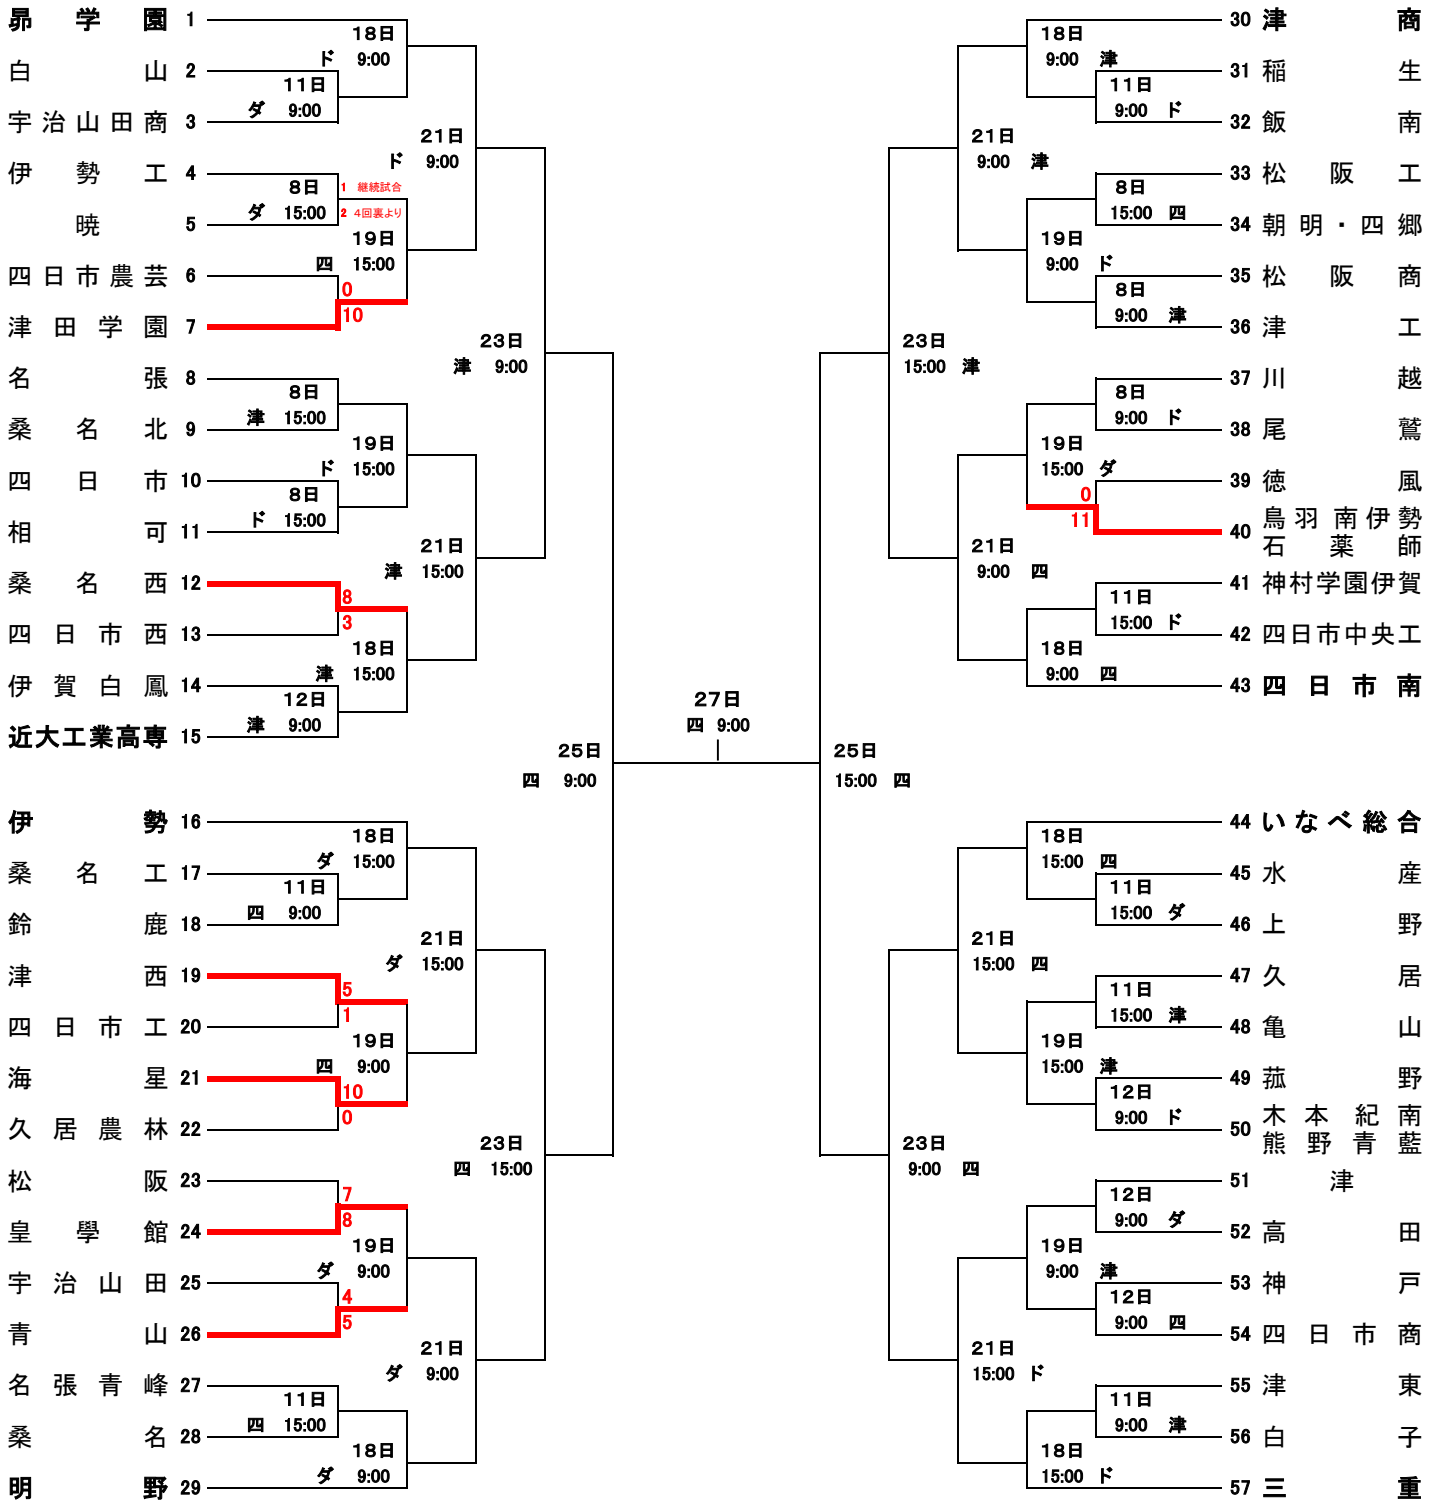 昴学園 1
18日
ド 9:00
白山 2
11日
ダ 9:00
宇治山田商 3
21日
ド 9:00
伊勢工 4
8日
1 継続試合
ダ 15:00
2 4回裏より
暁 5
19日
四 15:00
四日市農芸 6
0
10
津田学園 7
23日
津 9:00
名張 8
8日
津 15:00
桑名北 9
19日
ド 15:00
四日市 10
8日
ド 15:00
相可 11
21日
津 15:00
桑名西 12
8
3
四日市西 13
18日
津 15:00
伊賀白鳳 14
12日
津 9:00
近大工業高専 15
25日
四 9:00
伊勢 16
18日
ダ 15:00
桑名工 17
11日
四 9:00
鈴鹿 18
21日
ダ 15:00
津西 19
5
1
四日市工 20
19日
四 9:00
海星 21
10
0
久居農林 22
23日
四 15:00
松阪 23
7
8
皇學館 24
19日
ダ 9:00
宇治山田 25
4
5
青山 26
21日
ダ 9:00
名張青峰 27
11日
四 15:00
桑名 28
18日
ダ 9:00
明野 29
27日
四 9:00
30 津商
18日
9:00 津
31 稲生
11日
9:00 ド
32 飯南
21日
9:00 津
33 松阪工
8日
15:00 四
34 朝明・四郷
19日
9:00 ド
35 松阪商
8日
9:00 津
36 津工
23日
15:00 津
37 川越
8日
9:00 ド
38 尾鷲
19日
15:00 ダ
39 徳風
0
11
40 鳥羽南伊勢
石薬師
21日
9:00 四
41 神村学園伊賀
11日
15:00 ド
42 四日市中央工
18日
9:00 四
43 四日市南
25日
15:00 四
44 いなべ総合
18日
15:00 四
45 水産
11日
15:00 ダ
46 上野
21日
15:00 四
47 久居
11日
15:00 津
48 亀山
19日
15:00 津
49 菰野
12日
9:00 ド
50 木本紀南
熊野青藍
23日
9:00 四
51 津
12日
9:00 ダ
52 高田
19日
9:00 津
53 神戸
12日
9:00 四
54 四日市商
21日
15:00 ド
55 津東
11日
9:00 津
56 白子
18日
15:00 ド
57 三重